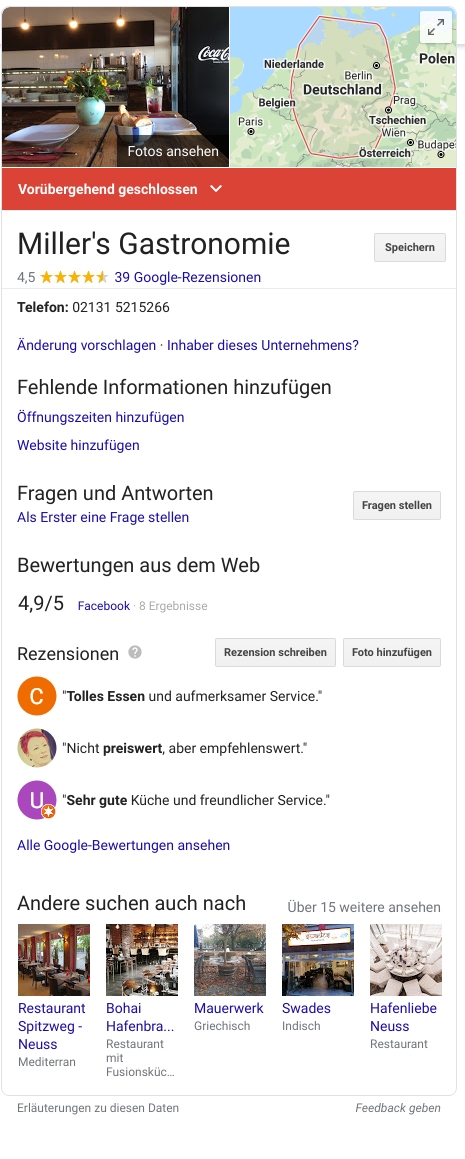 Coca-Cola
Niederlande
Berlin
Polen
Deutschland
Belgien
Prag
Paris
Tschechien
Wien
Budape
Österreich
Fotos ansehen
Vorübergehend geschlossen
Miller's Gastronomie
Speichern
4,5 39 Google-Rezensionen
Telefon: 02131 5215266
Änderung vorschlagen · Inhaber dieses Unternehmens?
Fehlende Informationen hinzufügen
Öffnungszeiten hinzufügen
Website hinzufügen
Fragen und Antworten
Als Erster eine Frage stellen
Fragen stellen
Bewertungen aus dem Web
4,9/5 Facebook · 8 Ergebnisse
Rezensionen ? Rezension schreiben Foto hinzufügen
C "Tolles Essen und aufmerksamer Service."
"Nicht preiswert, aber empfehlenswert."
U "Sehr gute Küche und freundlicher Service."
Alle Google-Bewertungen ansehen
Andere suchen auch nach Über 15 weitere ansehen
Restaurant
Spitzweg -
Neuss
Mediterran
Bohai
Hafenbra...
Restaurant
mit
Fusionsküc...
Mauerwerk
Griechisch
Swades
Indisch
Hafenliebe
Neuss
Restaurant
Erläuterungen zu diesen Daten Feedback geben